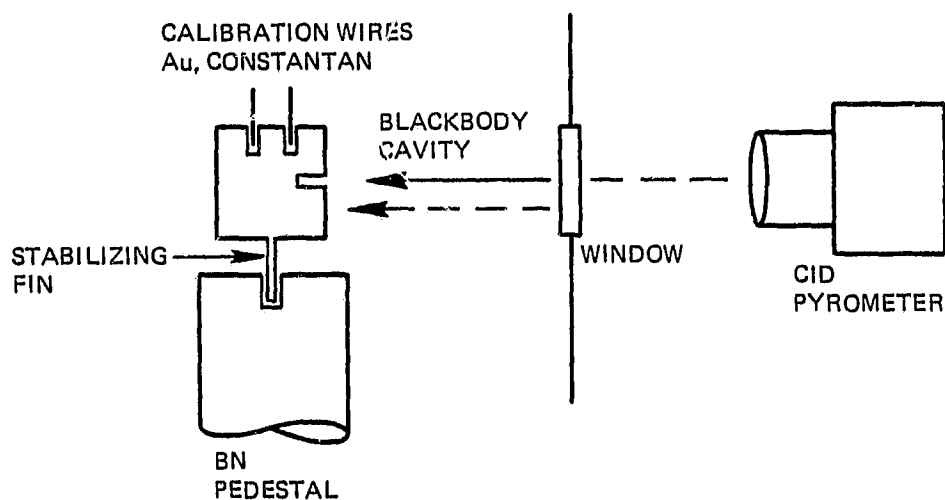 CALIBRATION WIRES
Au, CONSTANTAN
BLACKBODY
CAVITY
STABILIZING
FIN
WINDOW
CID
PYROMETER
BN
PEDESTAL